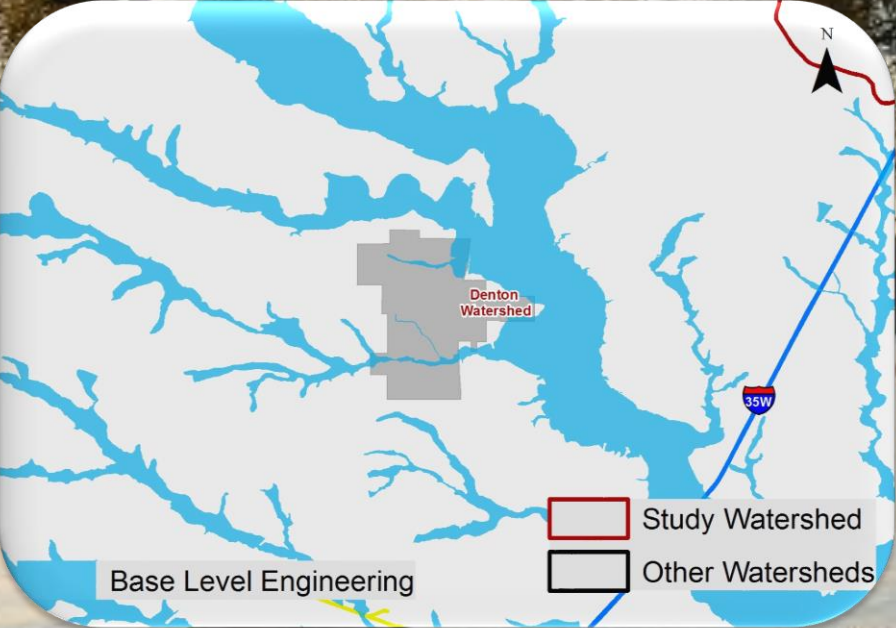 N
Denton
Watershed
35W
Study Watershed
Other Watersheds
Base Level Engineering